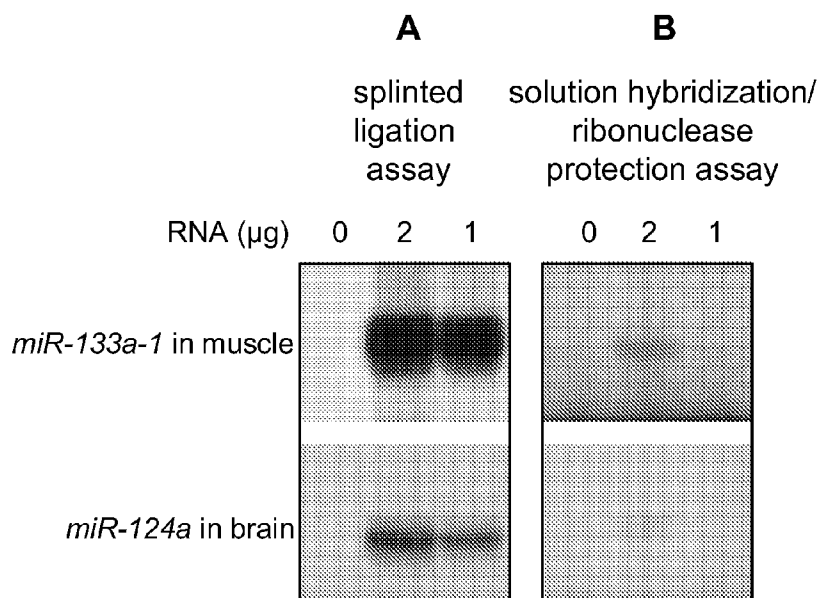 A
B
splinted
ligation
assay
solution hybridization/
ribonuclease
protection assay
RNA (µg) 0 2 1 0 2 1
miR-133a-1 in muscle
miR-124a in brain